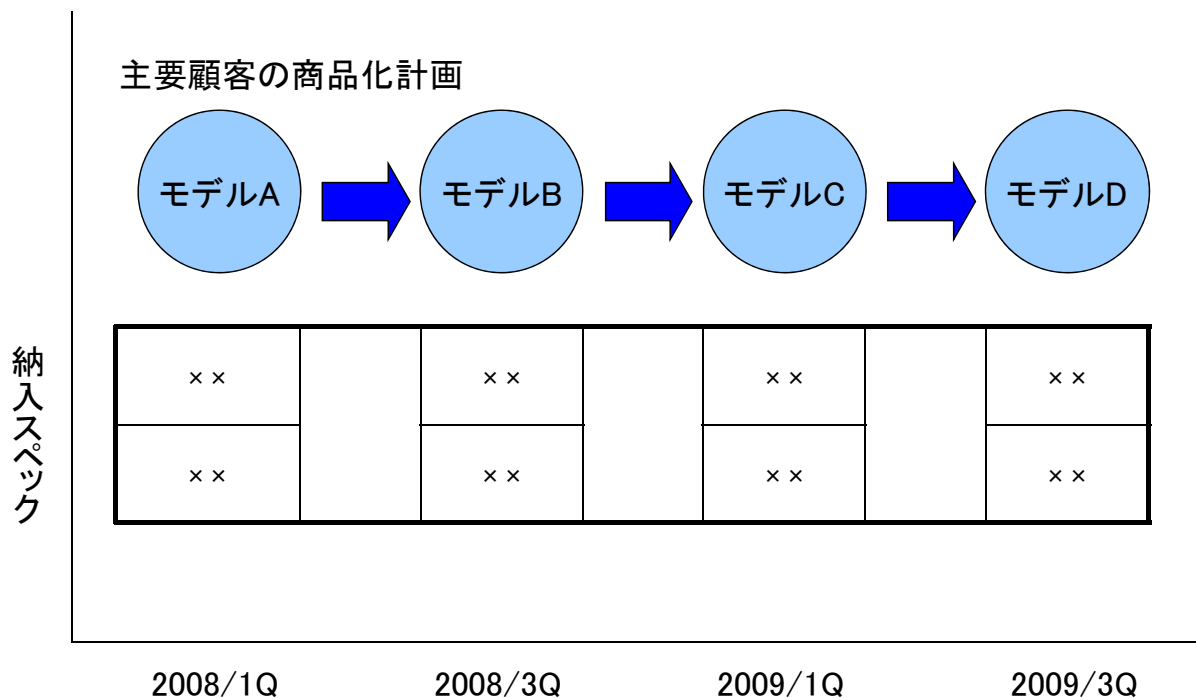 主要顧客の商品化計画
モデルA
モデルB
モデルC
モデルD
納入スペック
××
××
××
××
××
××
××
××
2008/1Q
2008/3Q
2009/1Q
2009/3Q